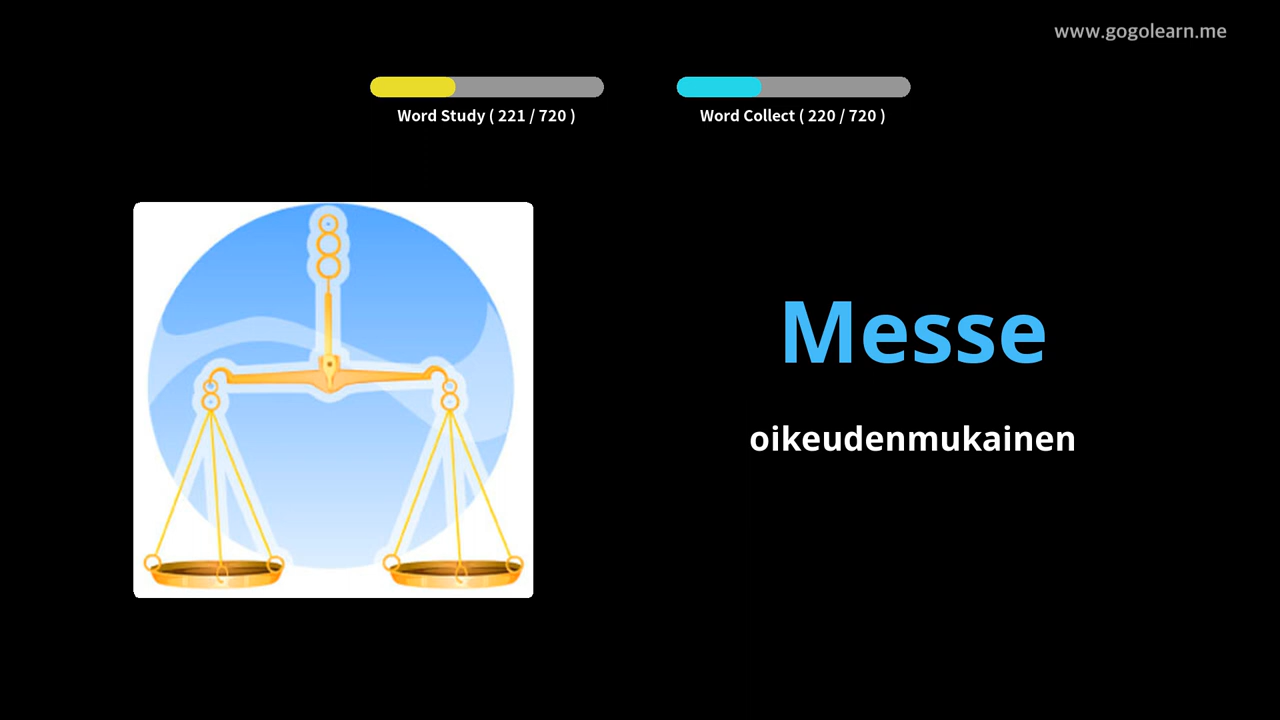 www.gogolearn.me
Word Study ( 221 / 720 )
Word Collect ( 220 / 720 )
Messe
oikeudenmukainen